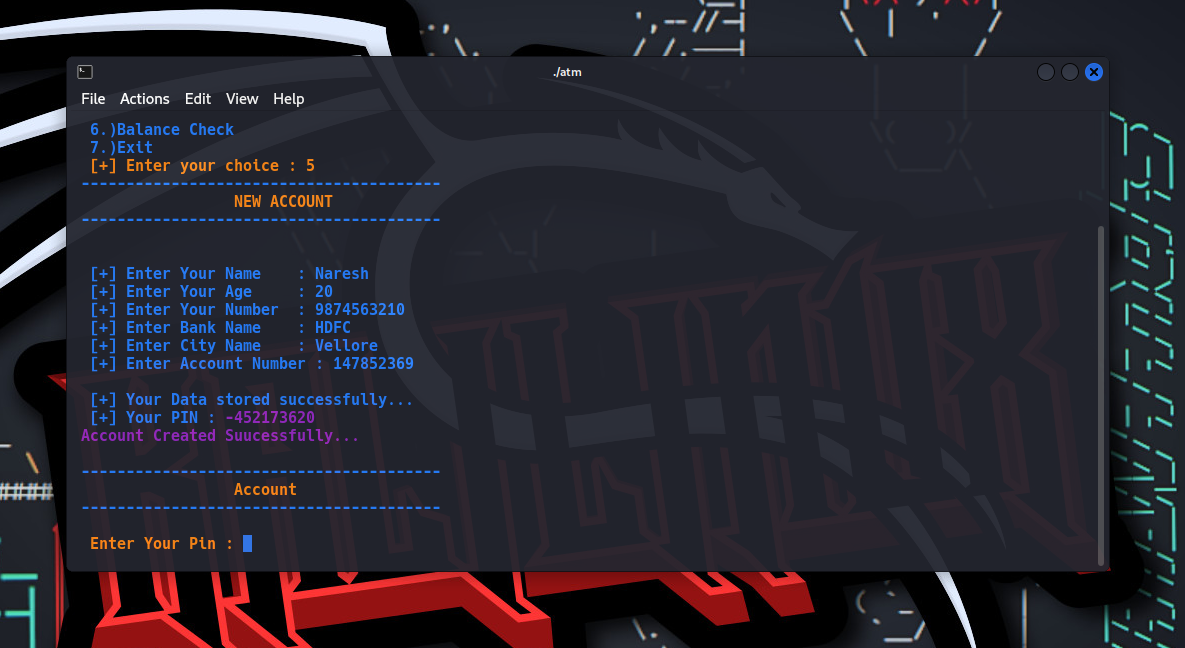 ./atm
File Actions Edit View Help
6.)Balance Check
7.)Exit
[+] Enter your choice : 5
----------------------------------------
NEW ACCOUNT
----------------------------------------
[+] Enter Your Name    : Naresh
[+] Enter Your Age     : 20
[+] Enter Your Number  : 9874563210
[+] Enter Bank Name    : HDFC
[+] Enter City Name    : Vellore
[+] Enter Account Number : 147852369
[+] Your Data stored successfully...
[+] Your PIN : -452173620
Account Created Suucessfully...
----------------------------------------
Account
----------------------------------------
Enter Your Pin :